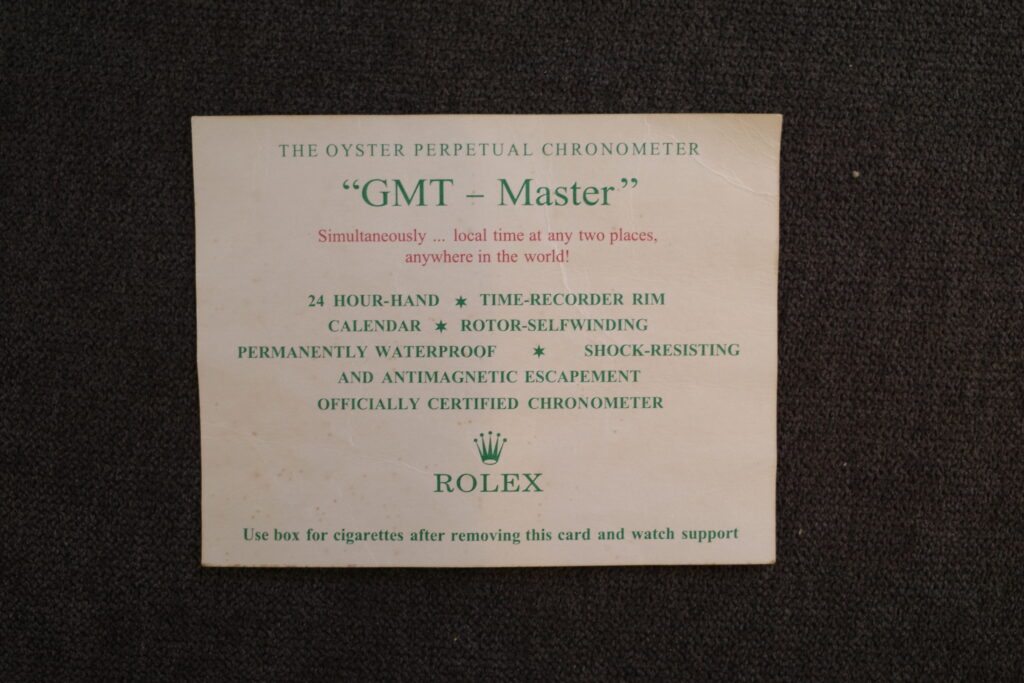 THE OYSTER PERPETUAL CHRONOMETER
“GMT – Master”
Simultaneously ... local time at any two places,
anywhere in the world!
24 HOUR-HAND ✶ TIME-RECORDER RIM
CALENDAR ✶ ROTOR-SELFWINDING
PERMANENTLY WATERPROOF ✶ SHOCK-RESISTING
AND ANTIMAGNETIC ESCAPEMENT
OFFICIALLY CERTIFIED CHRONOMETER
ROLEX
Use box for cigarettes after removing this card and watch support